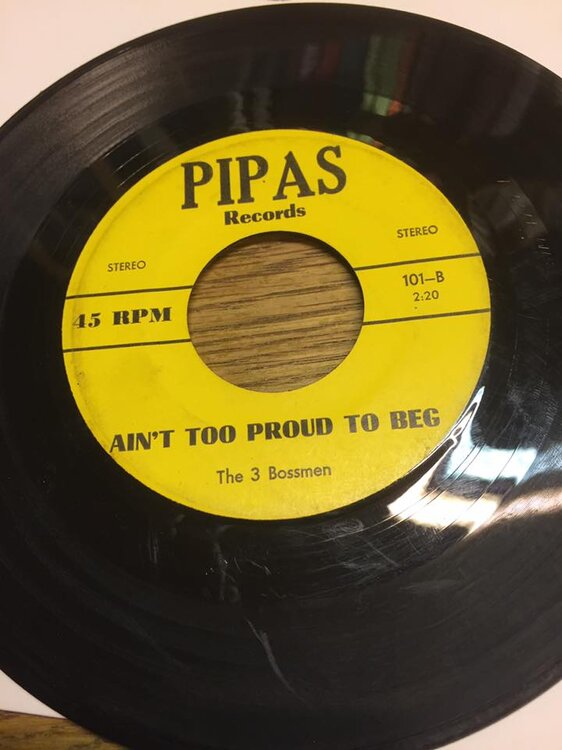 PIPAS
Records
STEREO
STEREO
45 RPM
101-B
2:20
AIN'T TOO PROUD TO BEG
The 3 Bossmen